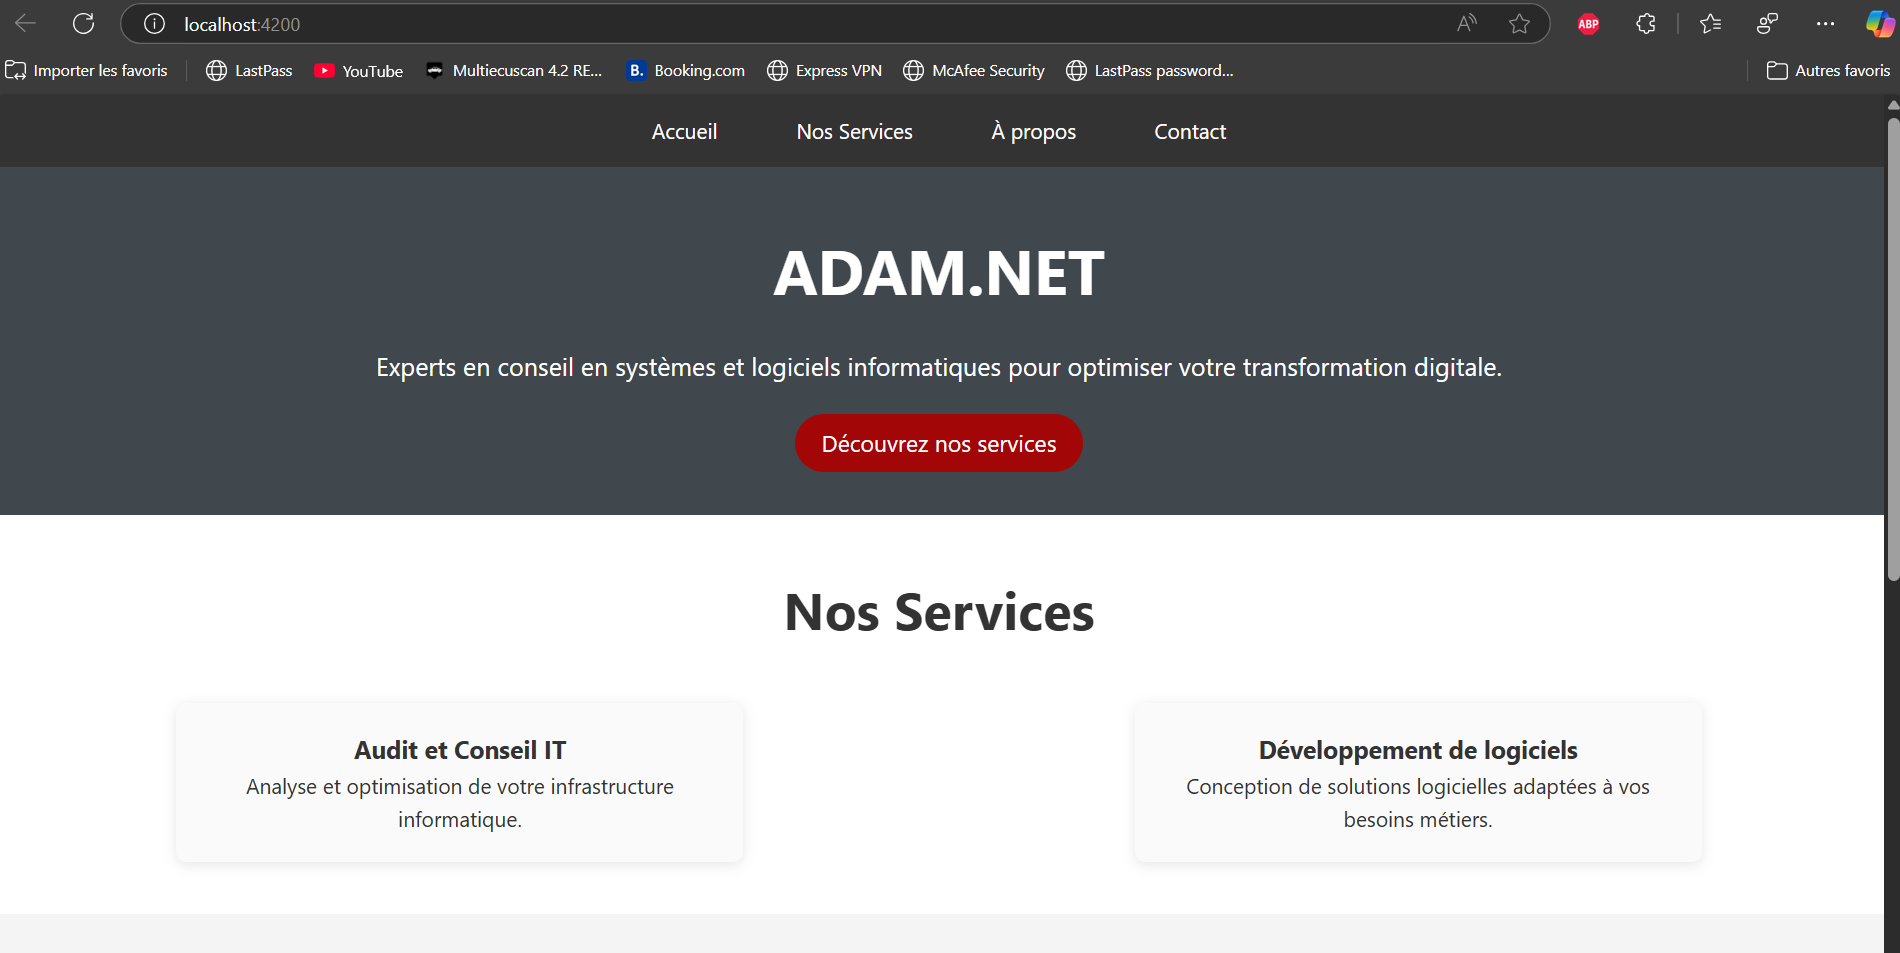 localhost:4200
ABP
Importer les favoris
LastPass
YouTube
Multiecuscan 4.2 RE...
B. Booking.com
Express VPN
McAfee Security
LastPass password...
Autres favoris
Accueil
Nos Services
À propos
Contact
ADAM.NET
Experts en conseil en systèmes et logiciels informatiques pour optimiser votre transformation digitale.
Découvrez nos services
Nos Services
Audit et Conseil IT
Analyse et optimisation de votre infrastructure
informatique.
Développement de logiciels
Conception de solutions logicielles adaptées à vos
besoins métiers.